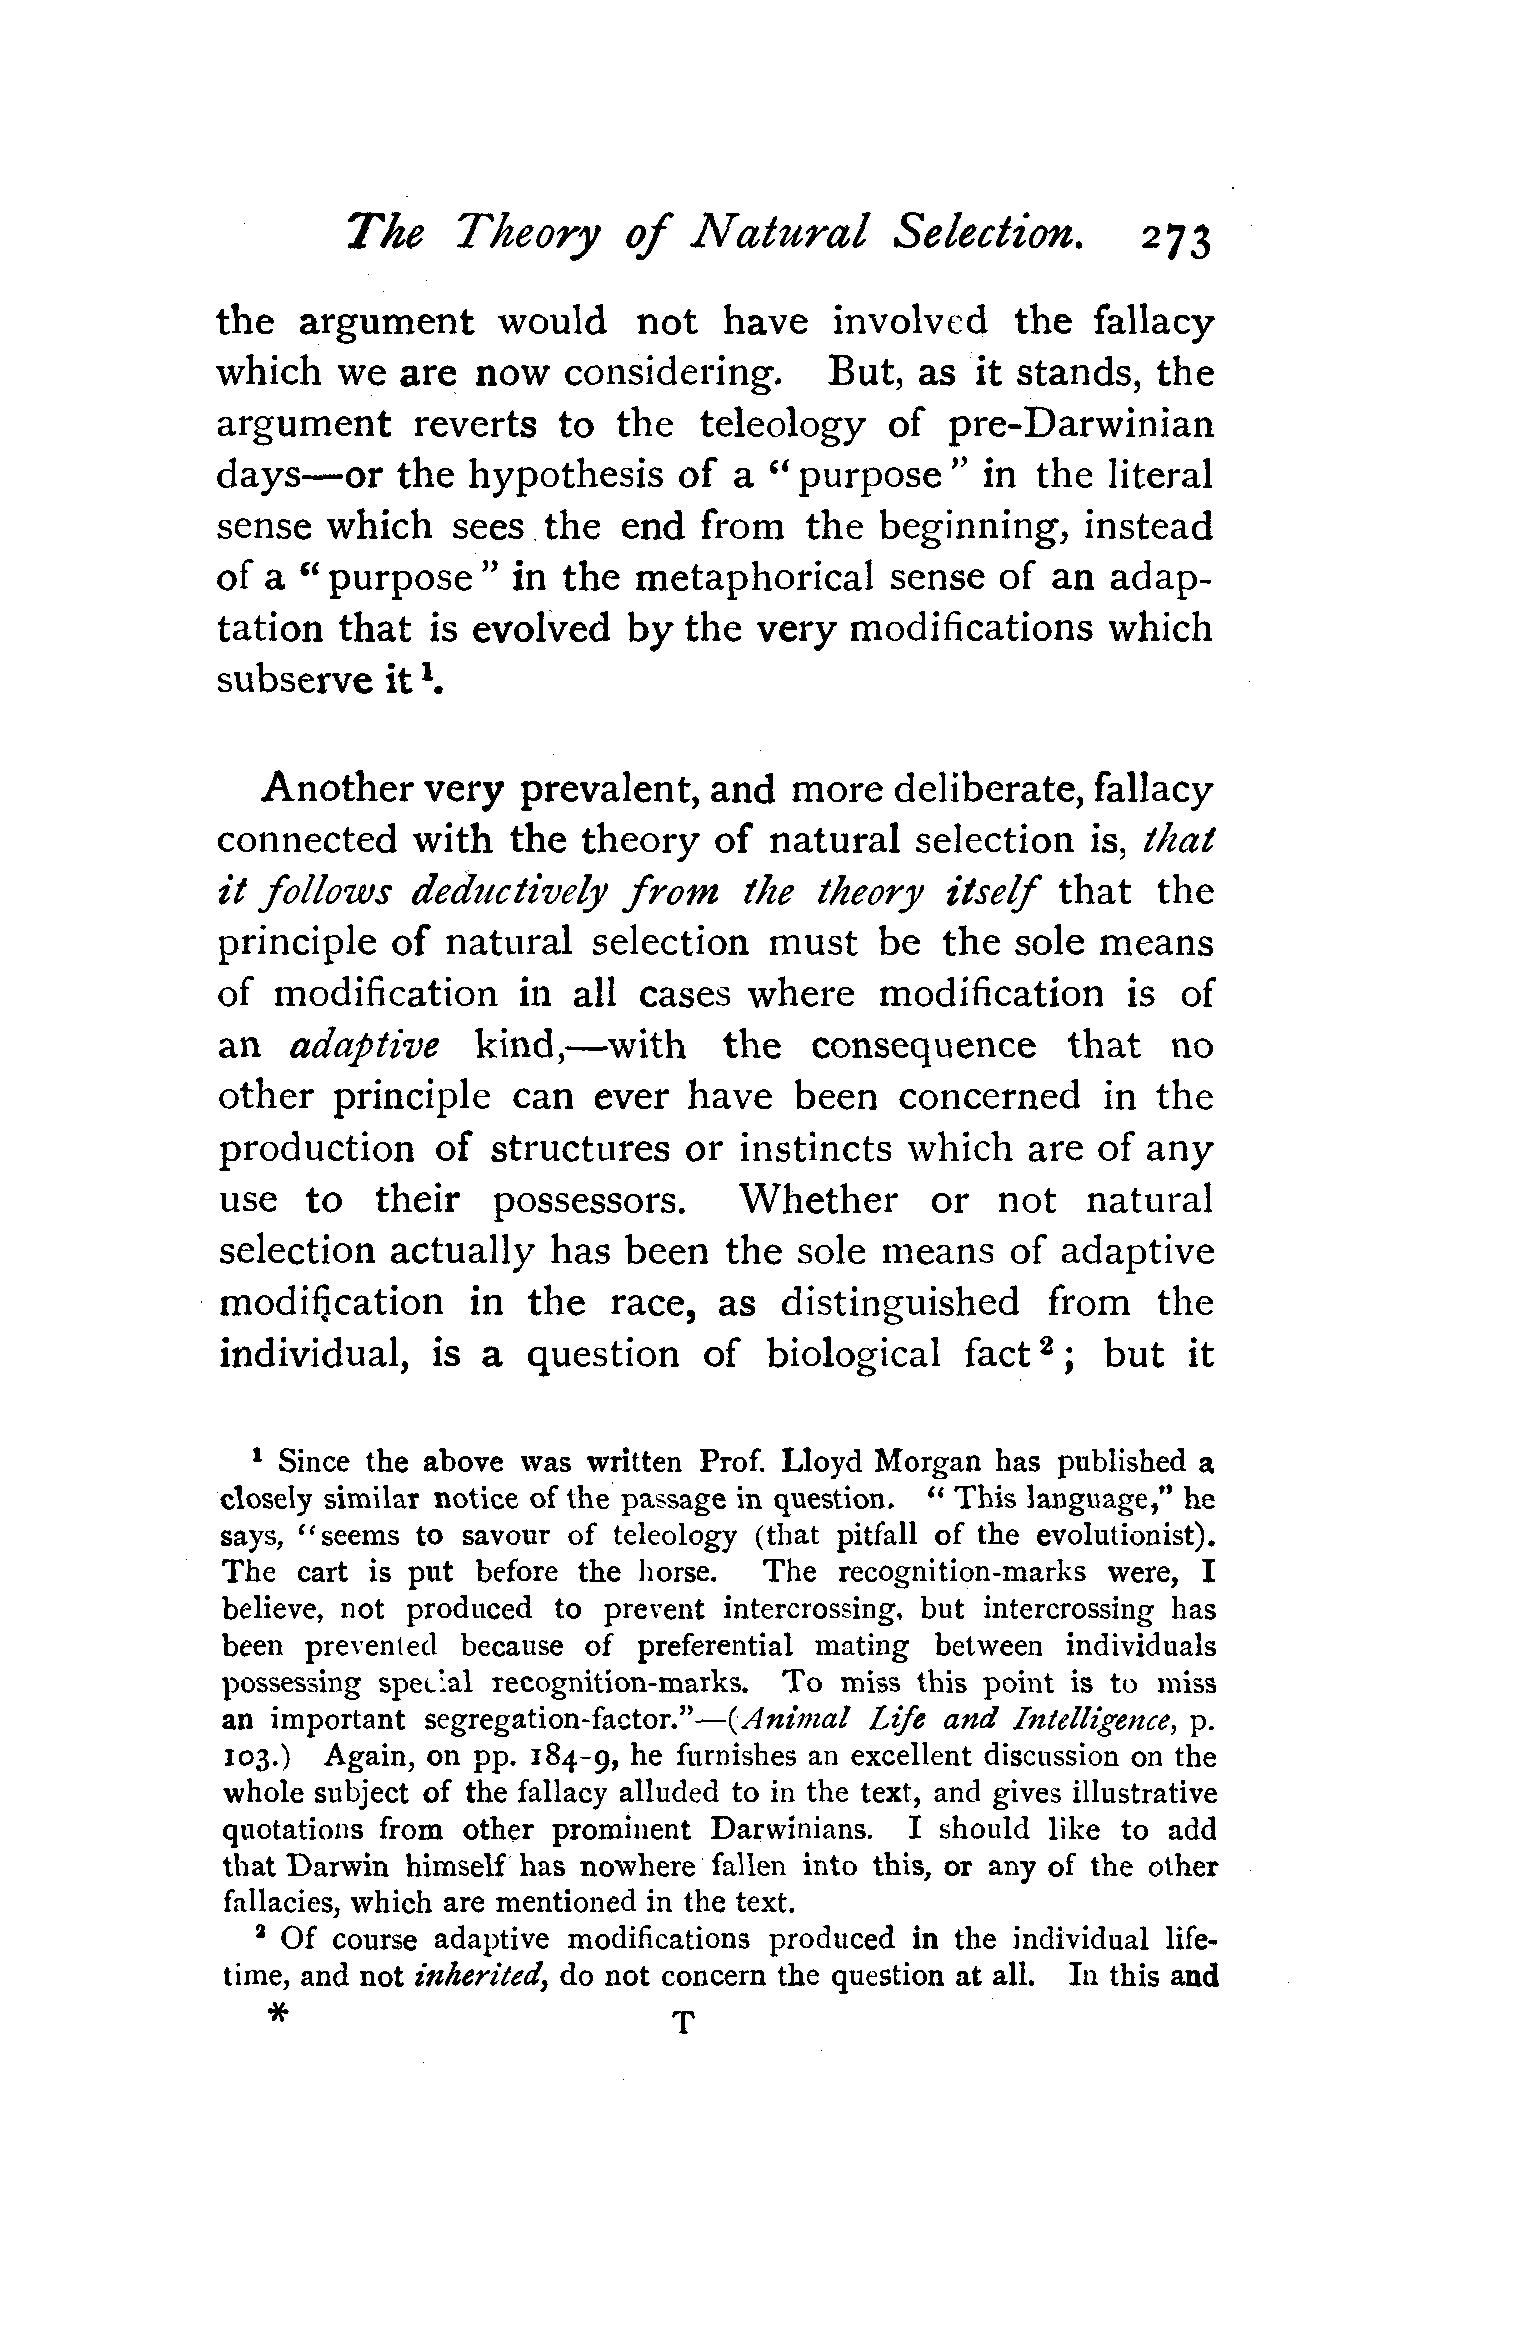 The Theory of Natural Selection. 273
the argument would not have involved the fallacy
which we are now considering. But, as it stands, the
argument reverts to the teleology of pre-Darwinian
days—or the hypothesis of a “ purpose ” in the literal
sense which sees the end from the beginning, instead
of a “ purpose ” in the metaphorical sense of an adap-
tation that is evolved by the very modifications which
subserve it ¹.
Another very prevalent, and more deliberate, fallacy
connected with the theory of natural selection is, that
it follows deductively from the theory itself that the
principle of natural selection must be the sole means
of modification in all cases where modification is of
an adaptive kind,—with the consequence that no
other principle can ever have been concerned in the
production of structures or instincts which are of any
use to their possessors. Whether or not natural
selection actually has been the sole means of adaptive
modification in the race, as distinguished from the
individual, is a question of biological fact ² ; but it
¹ Since the above was written Prof. Lloyd Morgan has published a
closely similar notice of the passage in question. “ This language,” he
says, “seems to savour of teleology (that pitfall of the evolutionist).
The cart is put before the horse. The recognition-marks were, I
believe, not produced to prevent intercrossing, but intercrossing has
been prevented because of preferential mating between individuals
possessing special recognition-marks. To miss this point is to miss
an important segregation-factor.”—(Animal Life and Intelligence, p.
103.) Again, on pp. 184-9, he furnishes an excellent discussion on the
whole subject of the fallacy alluded to in the text, and gives illustrative
quotations from other prominent Darwinians. I should like to add
that Darwin himself has nowhere fallen into this, or any of the other
fallacies, which are mentioned in the text.
² Of course adaptive modifications produced in the individual life-
time, and not inherited, do not concern the question at all. In this and
* T